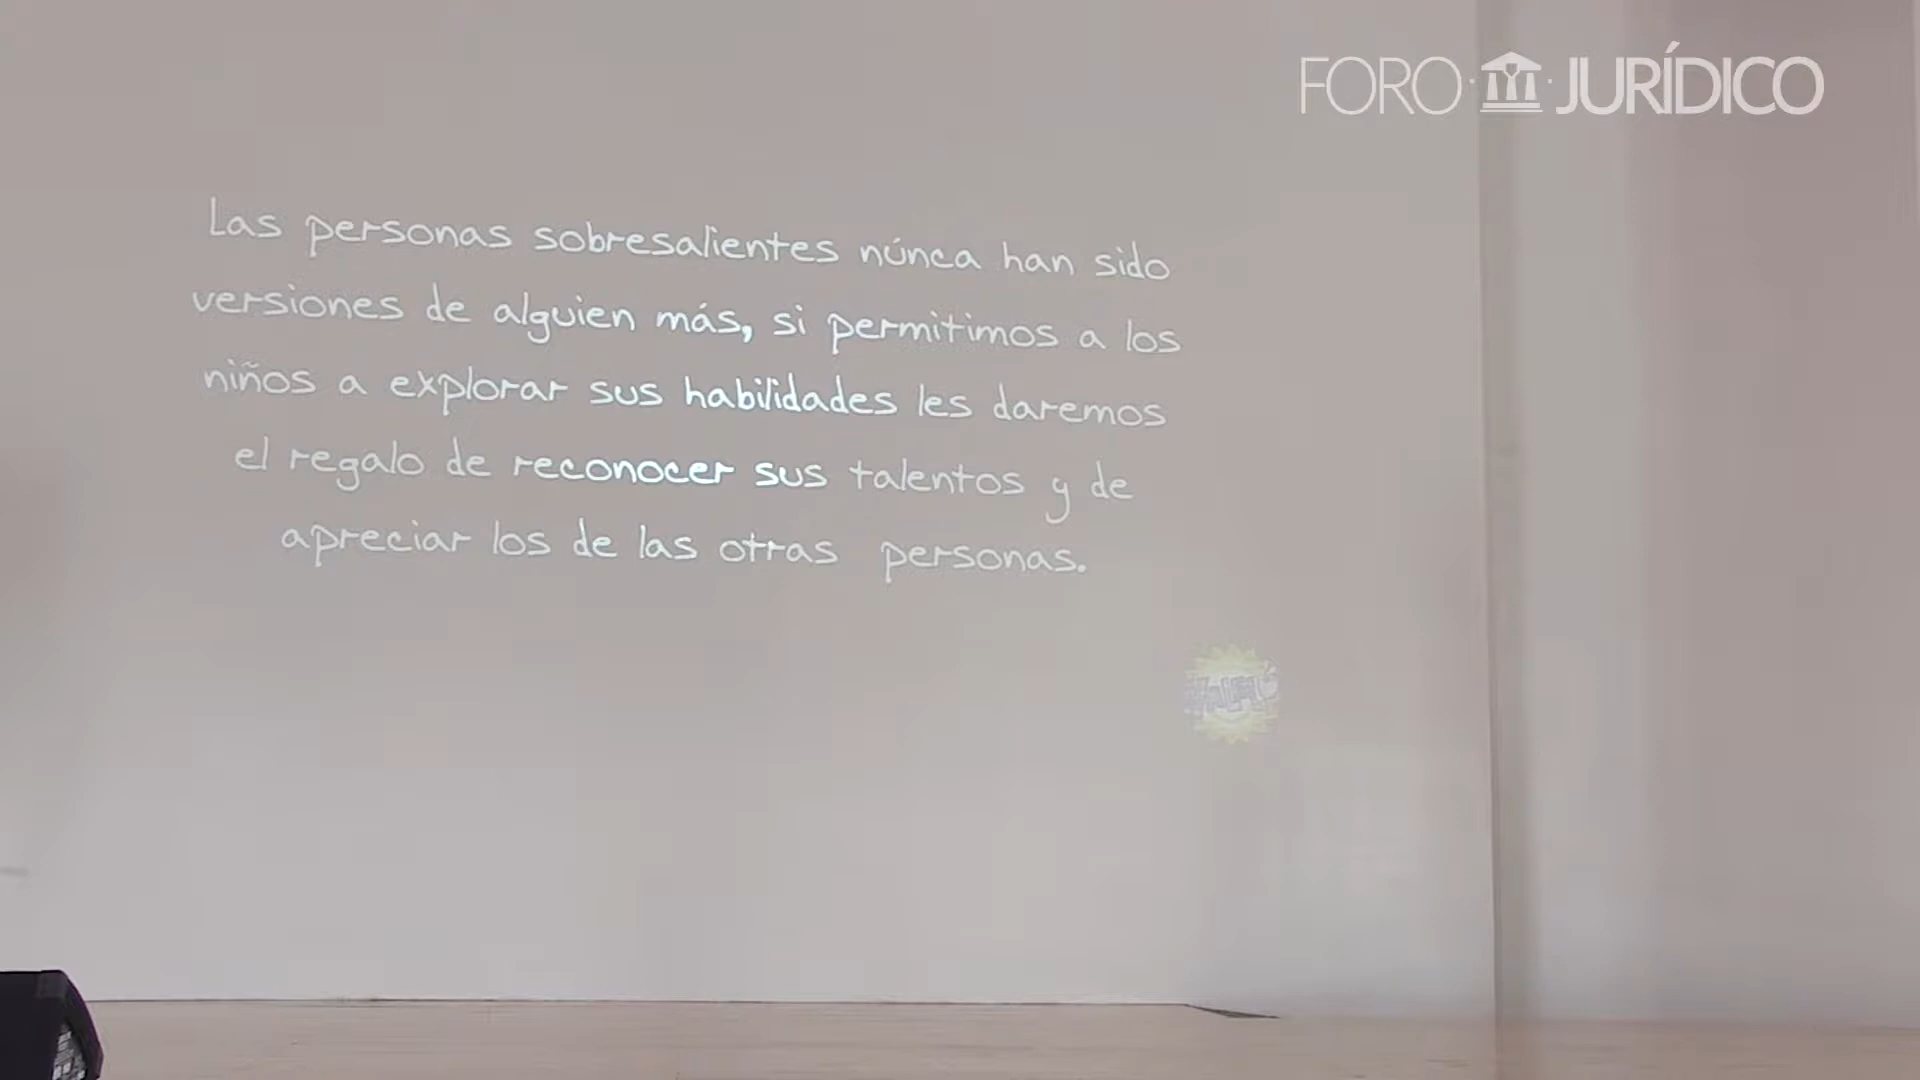 FORO JURÍDICO
Las personas sobresalientes núnca han sido
versiones de alguien más, si permitimos a los
niños a explorar sus habilidades les daremos
el regalo de reconocer sus talentos y de
apreciar los de las otras personas.